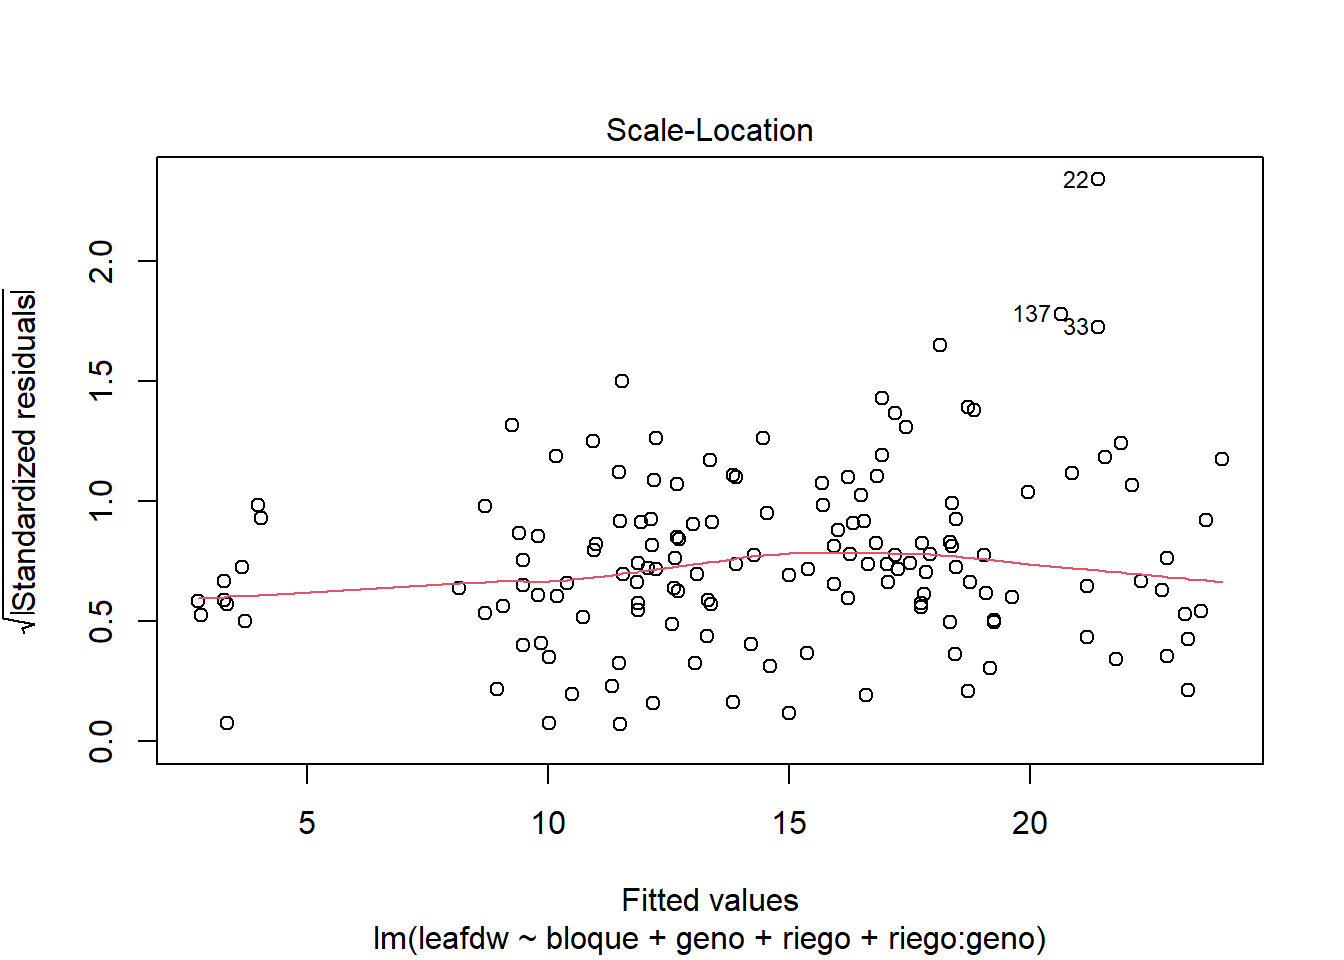 Scale-Location
22
137
33
2.0
1.5
1.0
0.5
0.0
√|Standardized residuals|
5 10 15 20
Fitted values
lm(leafdw ~ bloque + geno + riego + riego:geno)